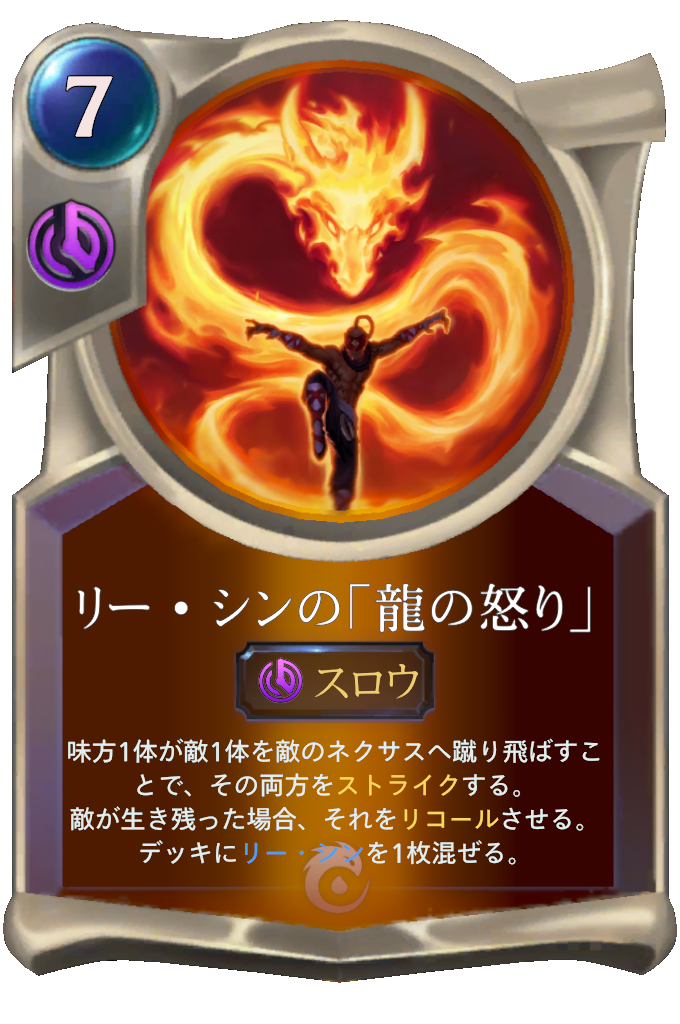 7
リー・シンの「龍の怒り」
スロウ
味方1体が敵1体を敵のネクサスへ蹴り飛ばすこ
とで、その両方をストライクする。
敵が生き残った場合、それをリコールさせる。
デッキにリー・シンを1枚混ぜる。